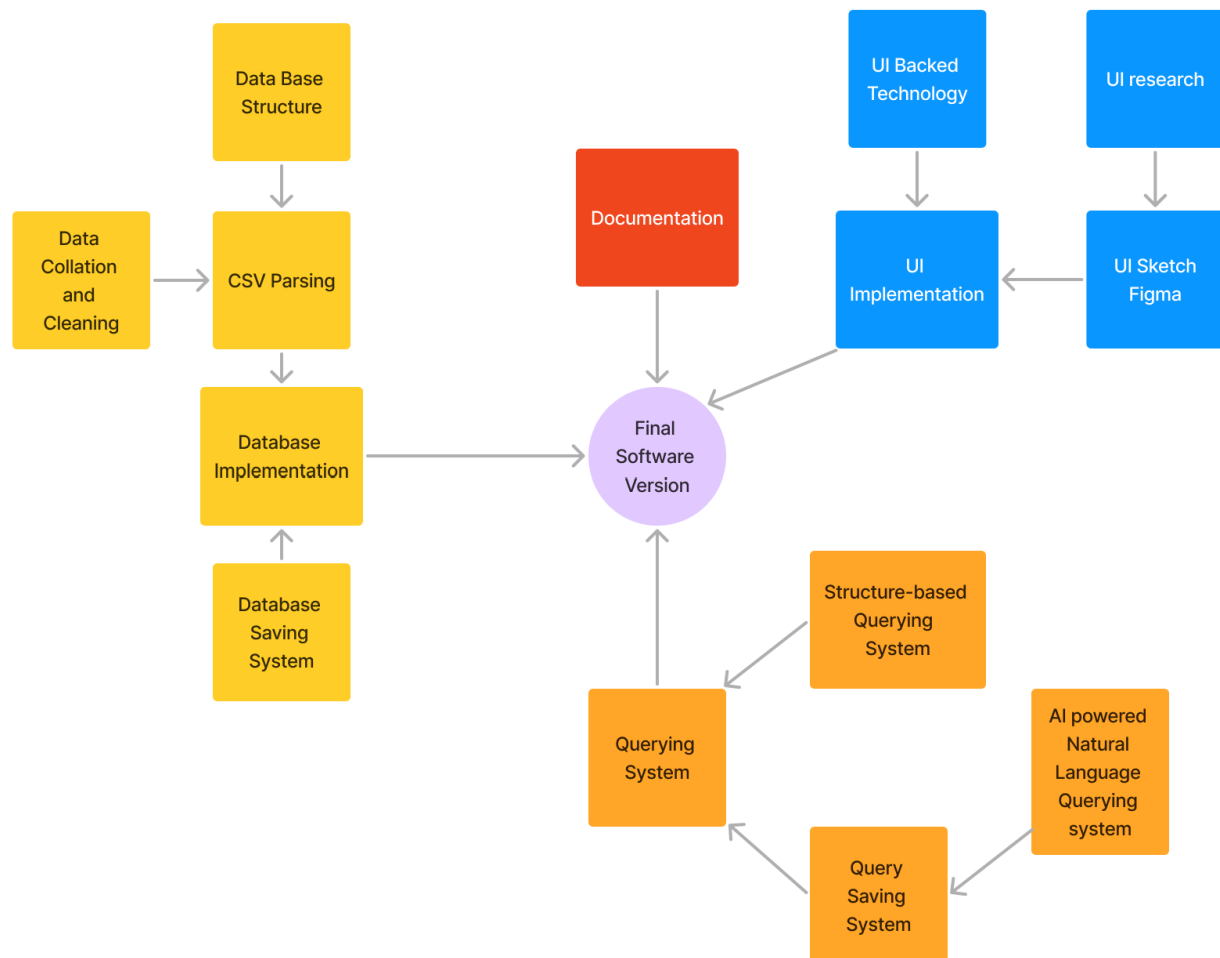 Data Base
Structure
UI Backed
Technology
UI research
Documentation
Data
Collation
and
Cleaning
CSV Parsing
UI
Implementation
UI Sketch
Figma
Database
Implementation
Final
Software
Version
Database
Saving
System
Structure-based
Querying
System
Querying
System
AI powered
Natural
Language
Querying
system
Query
Saving
System